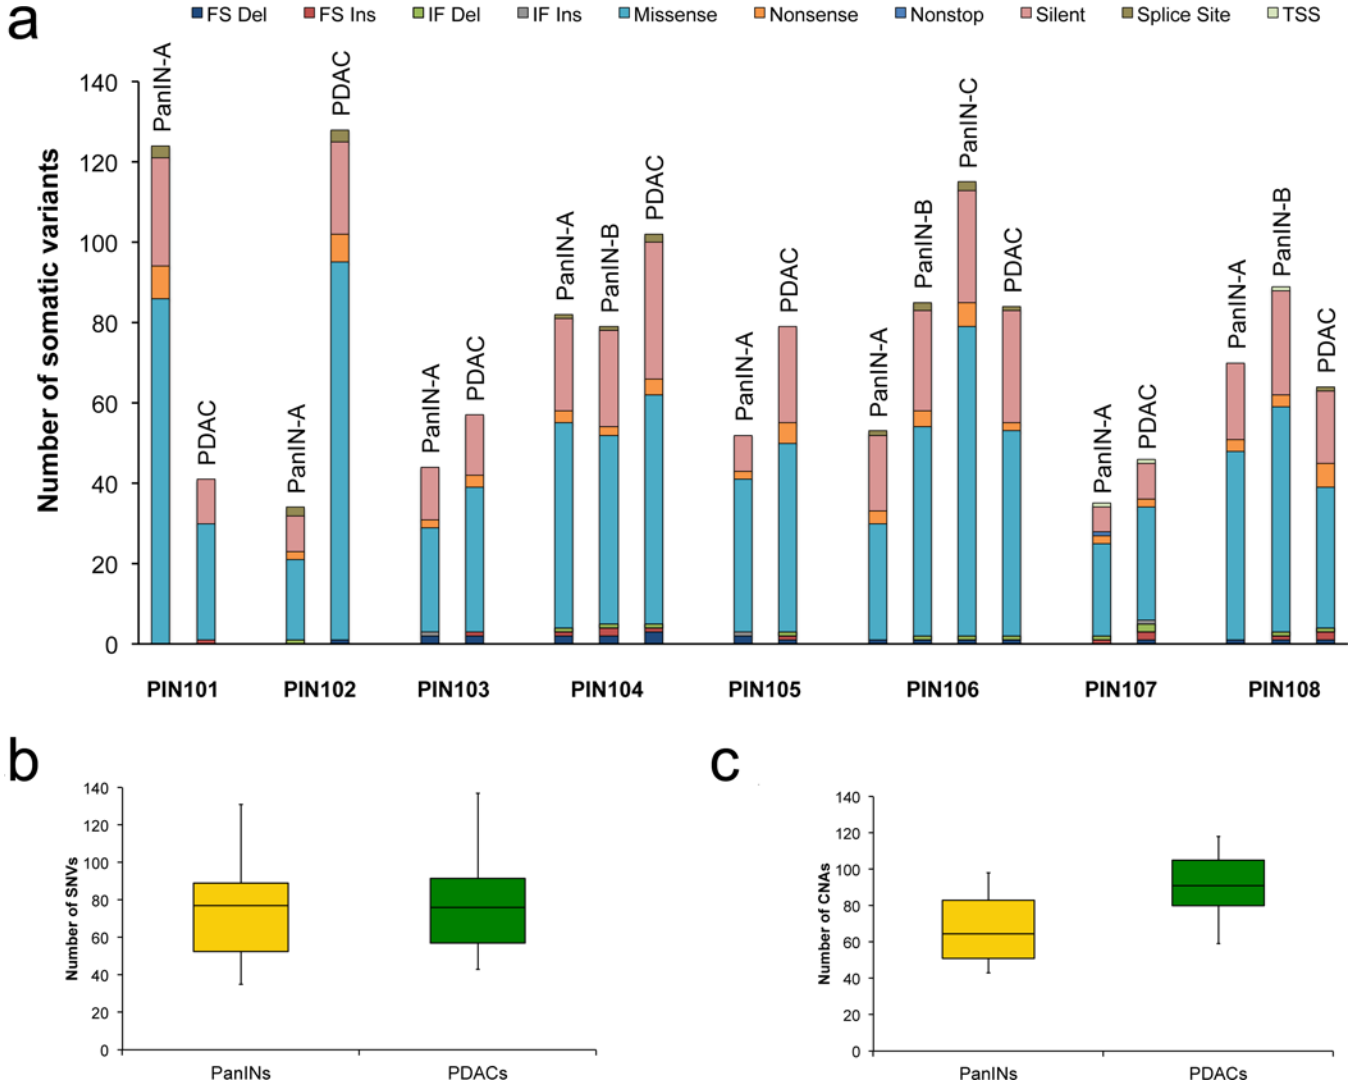 a
FS Del FS Ins IF Del IF Ins Missense Nonsense Nonstop Silent Splice Site TSS
Number of somatic variants
140
120
100
80
60
40
20
0
PanIN-A
PDAC
PanIN-A
PDAC
PanIN-A
PDAC
PanIN-A
PanIN-B
PDAC
PanIN-A
PDAC
PanIN-A
PanIN-B
PanIN-C
PDAC
PanIN-A
PDAC
PanIN-A
PanIN-B
PDAC
PIN101 PIN102 PIN103 PIN104 PIN105 PIN106 PIN107 PIN108
b
Number of SNVs
140
120
100
80
60
40
20
0
PanINs PDACs
c
Number of CNAs
140
120
100
80
60
40
20
0
PanINs PDACs